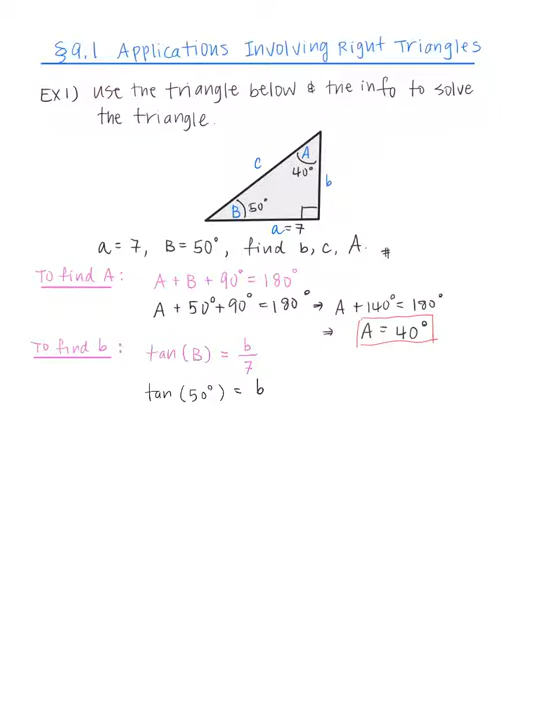 §9.1 Applications Involving Right Triangles
EX1) Use the triangle below & the info to solve
the triangle.
A
c
40°
b
B 50°
a=7
a=7, B=50°, find b, c, A. #
To find A: A + B + 90° = 180°
A + 50° + 90° = 180° ⇒ A + 140° = 180°
⇒ A = 40°
To find b: tan(B) = b/7
tan(50°) = b